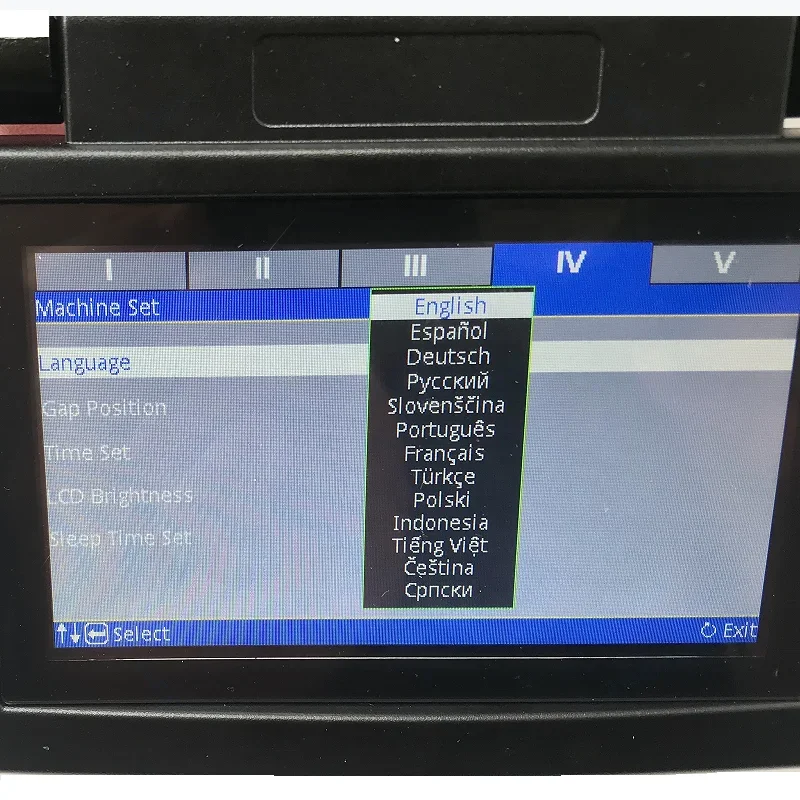 I II III IV V
Machine Set
English
Español
Language
Deutsch
Русский
Slovenščina
Gap Position
Português
Time Set
Français
Türkçe
LCD Brightness
Polski
Indonesia
Sleep Time Set
Tiếng Việt
Čeština
Српски
↑↓ Select
Exit